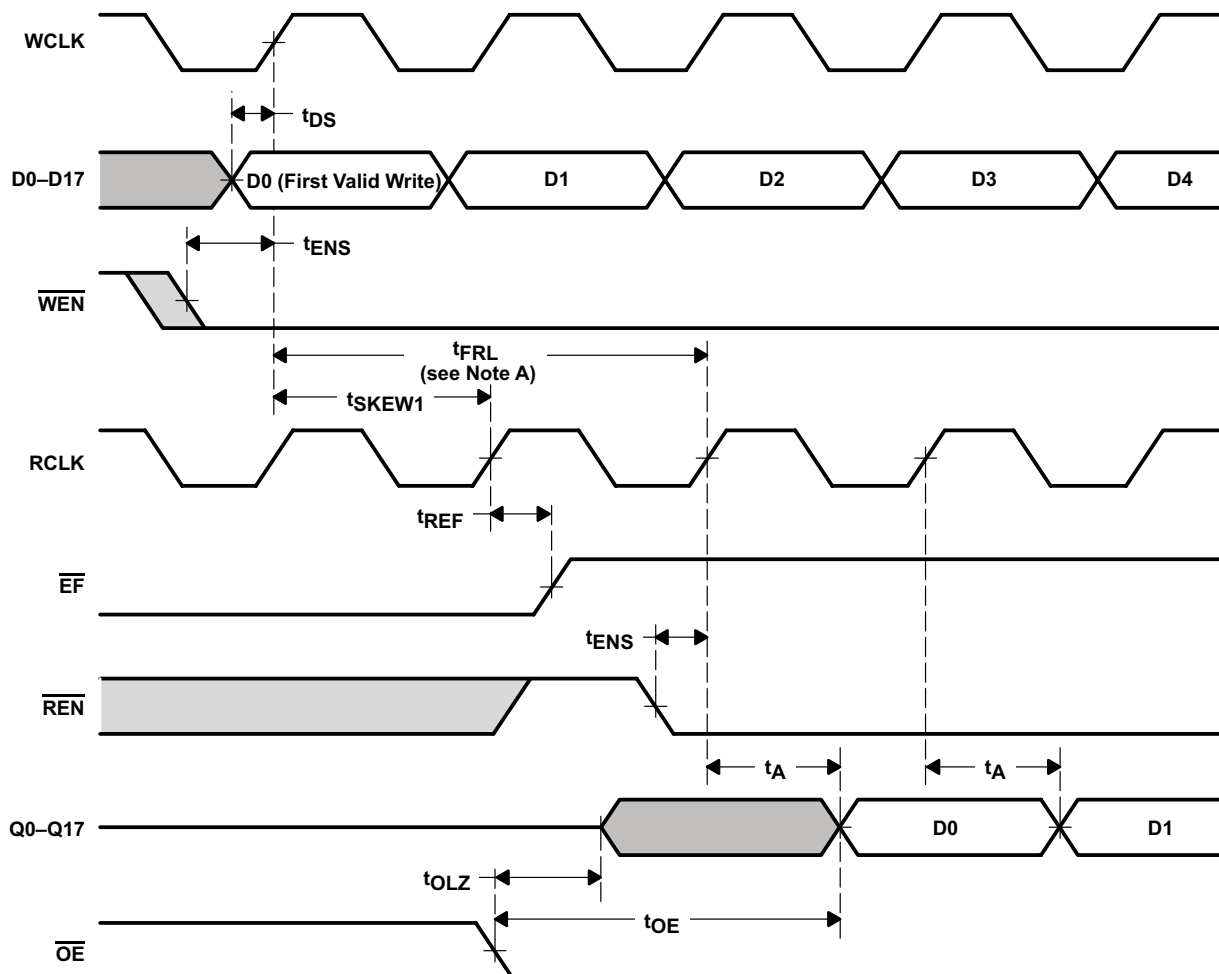 WCLK
tDS
D0–D17
D0 (First Valid Write)
D1
D2
D3
D4
tENS
WEN
tFRL
(see Note A)
tSKEW1
RCLK
tREF
EF
tENS
REN
tA
tA
Q0–Q17
D0
D1
tOLZ
tOE
OE